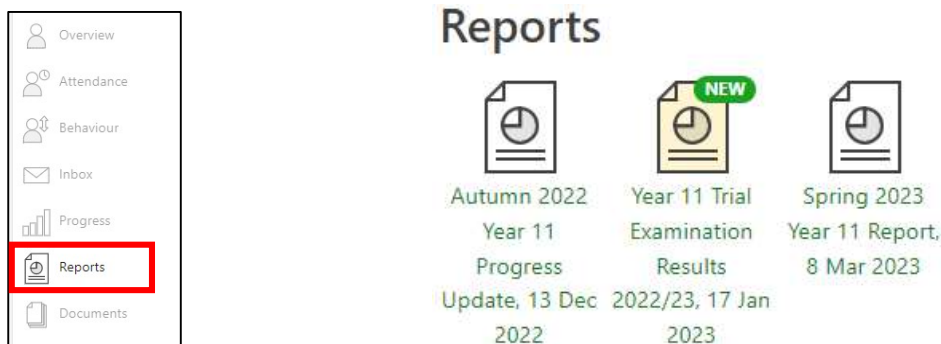 Overview
Attendance
Behaviour
Inbox
Progress
Reports
Documents
Reports
NEW
Autumn 2022
Year 11
Progress
Update, 13 Dec
2022
Year 11 Trial
Examination
Results
2022/23, 17 Jan
2023
Spring 2023
Year 11 Report,
8 Mar 2023